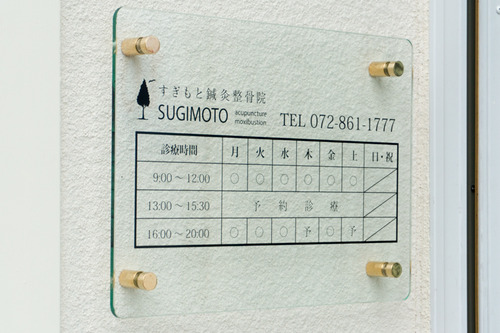 すぎもと鍼灸整骨院
SUGIMOTO acupuncture moxibustion
TEL 072-861-1777
診療時間 月 火 水 木 金 土 日・祝
9:00～12:00 ○ ○ ○ ○ ○ ○ ／
13:00～15:30 予約診療 ／
16:00～20:00 ○ ○ ○ 予 ○ 予 ／